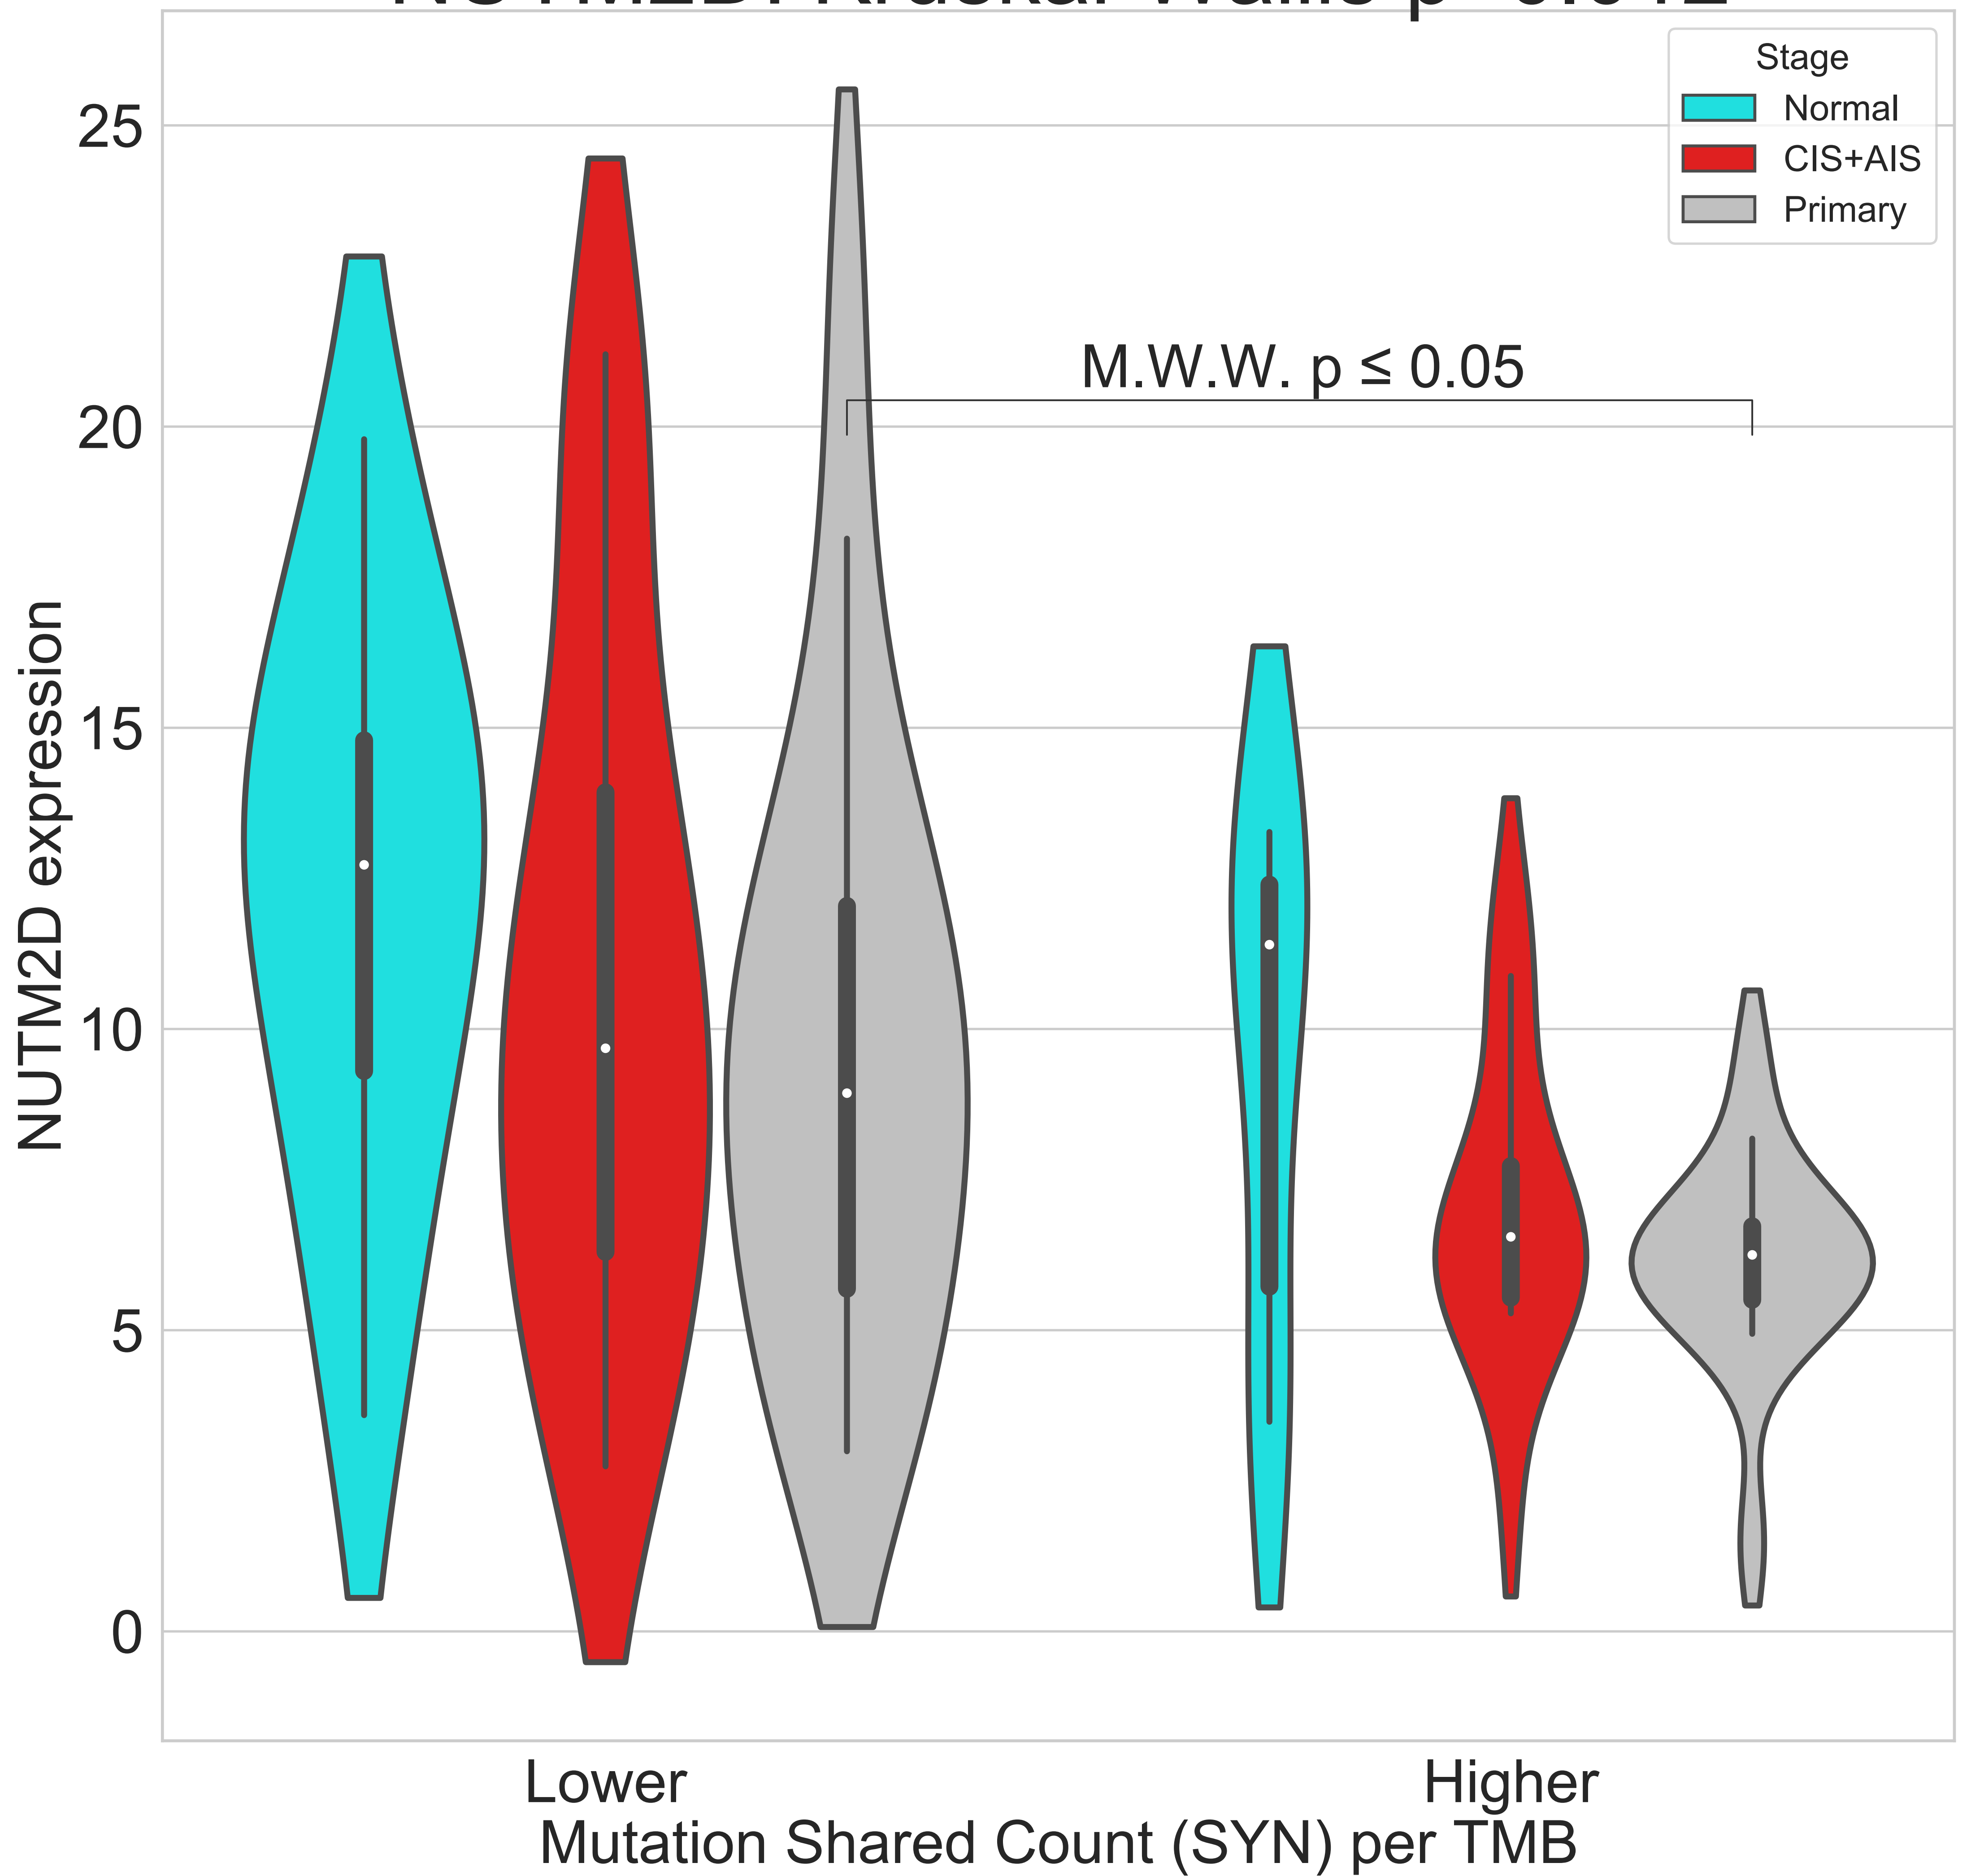 Stage
Normal
CIS+AIS
Primary
M.W.W. p ≤ 0.05
25
20
15
10
5
0
NUTM2D expression
Lower
Higher
Mutation Shared Count (SYN) per TMB